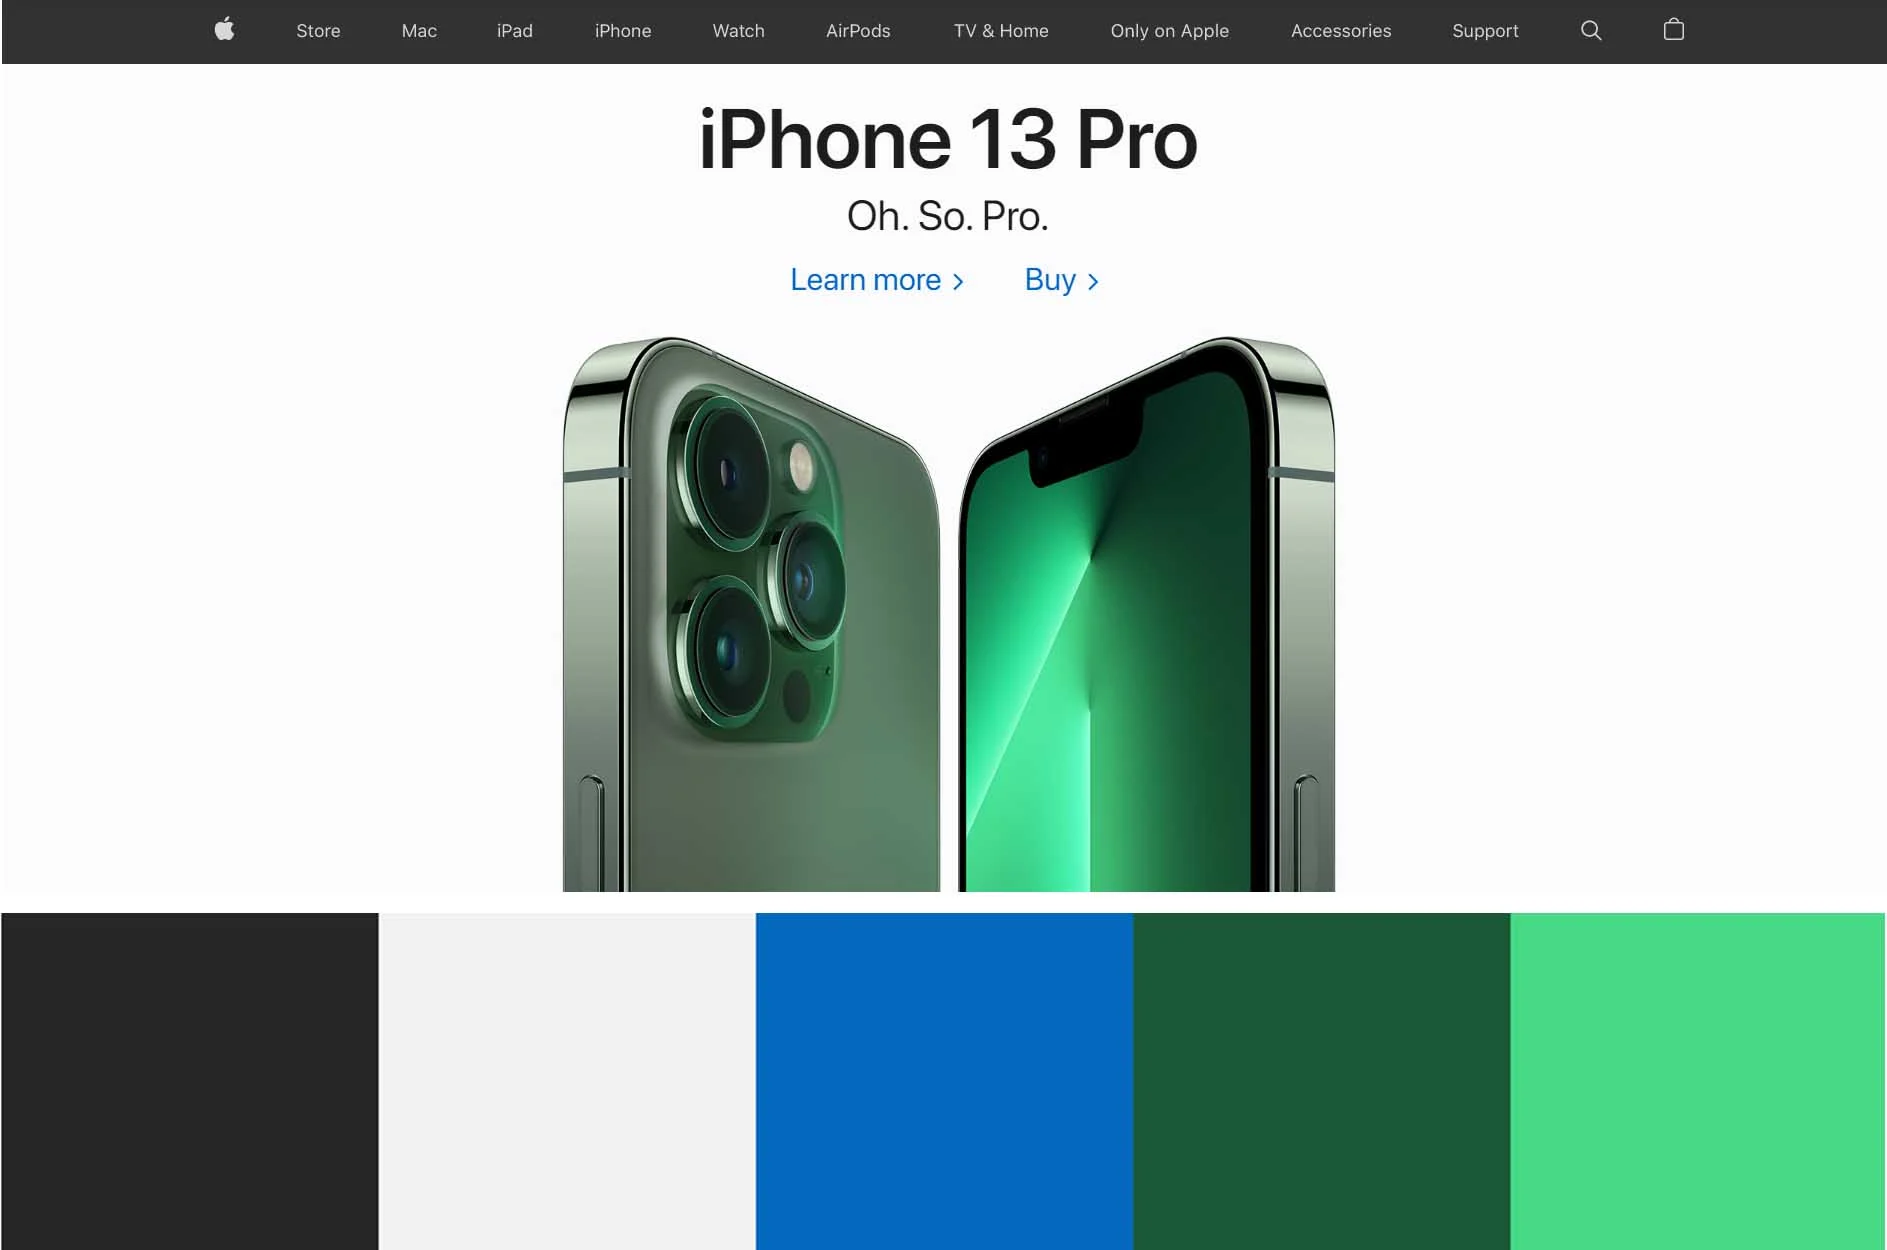 Store Mac iPad iPhone Watch AirPods TV & Home Only on Apple Accessories Support
iPhone 13 Pro
Oh. So. Pro.
Learn more > Buy >